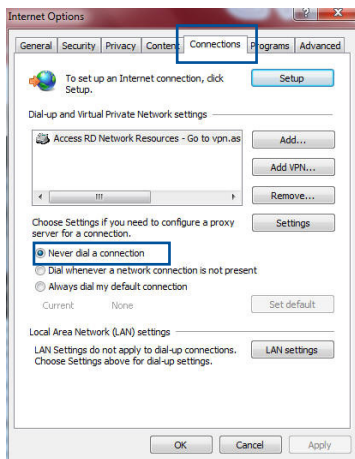 Internet Options
General Security Privacy Content Connections Programs Advanced
To set up an Internet connection, click
Setup.
Setup
Dial-up and Virtual Private Network settings
Access RD Network Resources - Go to vpn.as
Add...
Add VPN...
Remove...
Choose Settings if you need to configure a proxy
server for a connection.
Settings
Never dial a connection
Dial whenever a network connection is not present
Always dial my default connection
Current None
Set default
Local Area Network (LAN) settings
LAN Settings do not apply to dial-up connections.
Choose Settings above for dial-up settings.
LAN settings
OK Cancel Apply